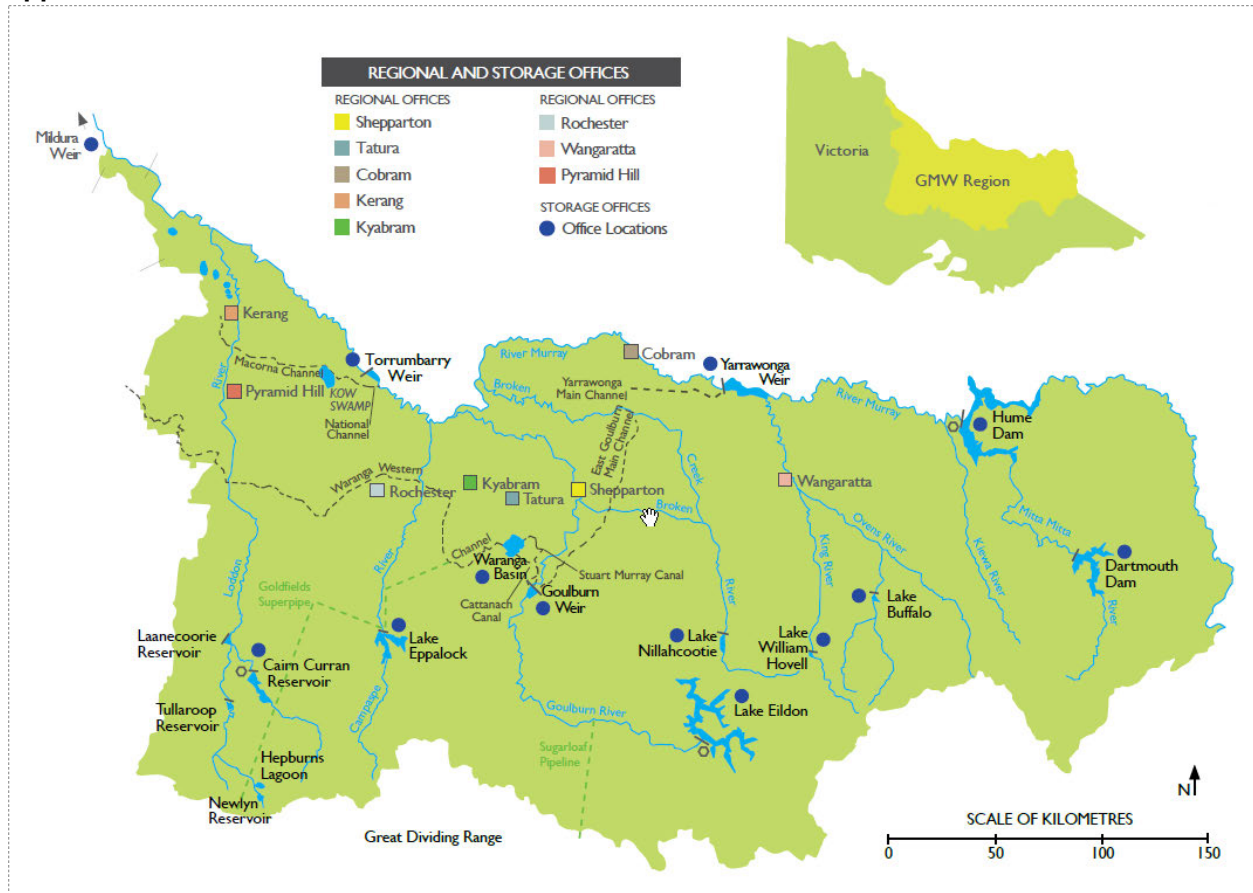 REGIONAL AND STORAGE OFFICES
REGIONAL OFFICES
Shepparton
Tatura
Cobram
Kerang
Kyabram
REGIONAL OFFICES
Rochester
Wangaratta
Pyramid Hill
STORAGE OFFICES
Office Locations
Victoria
GMW Region
Mildura
Weir
Kerang
Macorna Channel
Torrumbarry
Weir
River
Pyramid Hill
KOW
SWAMP
National
Channel
River Murray
Cobram
Yarrawonga
Weir
Broken
Yarrawonga
Main Channel
River Murray
Hume
Dam
East Goulburn
Main Channel
Creek
Waranga Western
Rochester
Kyabram
Tatura
Shepparton
Broken
Wangaratta
Ovens River
King River
Kiewa River
Mitta Mitta
Dartmouth
Dam
River
Loddon
River
Channel
Waranga
Basin
Stuart Murray Canal
Cattanach
Canal
Goulburn
Weir
Goldfields
Superpipe
Lake
Buffalo
Laanecoorie
Reservoir
Cairn Curran
Reservoir
Lake
Eppalock
Lake
Nillahcootie
River
Lake
William
Hovell
Tullaroop
Reservoir
Campaspe
Goulburn River
Lake Eildon
Sugarloaf
Pipeline
Hepburns
Lagoon
Newlyn
Reservoir
Great Dividing Range
N
SCALE OF KILOMETRES
0 50 100 150